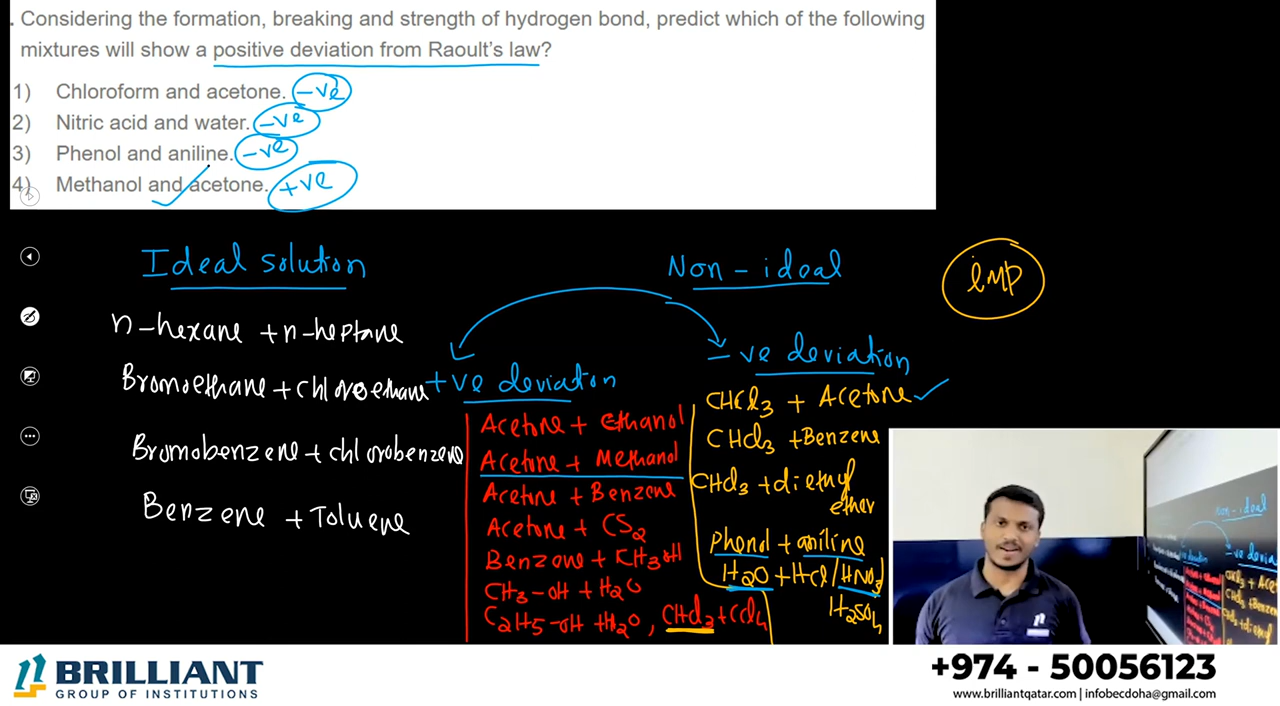 . Considering the formation, breaking and strength of hydrogen bond, predict which of the following
mixtures will show a positive deviation from Raoult's law?
1) Chloroform and acetone. -ve
2) Nitric acid and water. -ve
3) Phenol and aniline. -ve
4) Methanol and acetone. +ve
Ideal solution
n-hexane + n-heptane
Bromoethane + chloroethane
Bromobenzene + chlorobenzene
Benzene + Toluene
Non-ideal
imp
+ve deviation
Acetone + Ethanol
Acetone + Methanol
Acetone + Benzene
Acetone + CS2
Benzene + CH3OH
CH3-OH + H2O
C2H5-OH + H2O, CHCl3 + CCl4
-ve deviation
CHCl3 + Acetone
CHCl3 + Benzene
CHCl3 + diethyl
ether
phenol + aniline
H2O + HCl / HNO3
H2SO4
Non-ideal
-ve devia
BRILLIANT
GROUP OF INSTITUTIONS
+974 - 50056123
www.brilliantqatar.com | infobecdoha@gmail.com